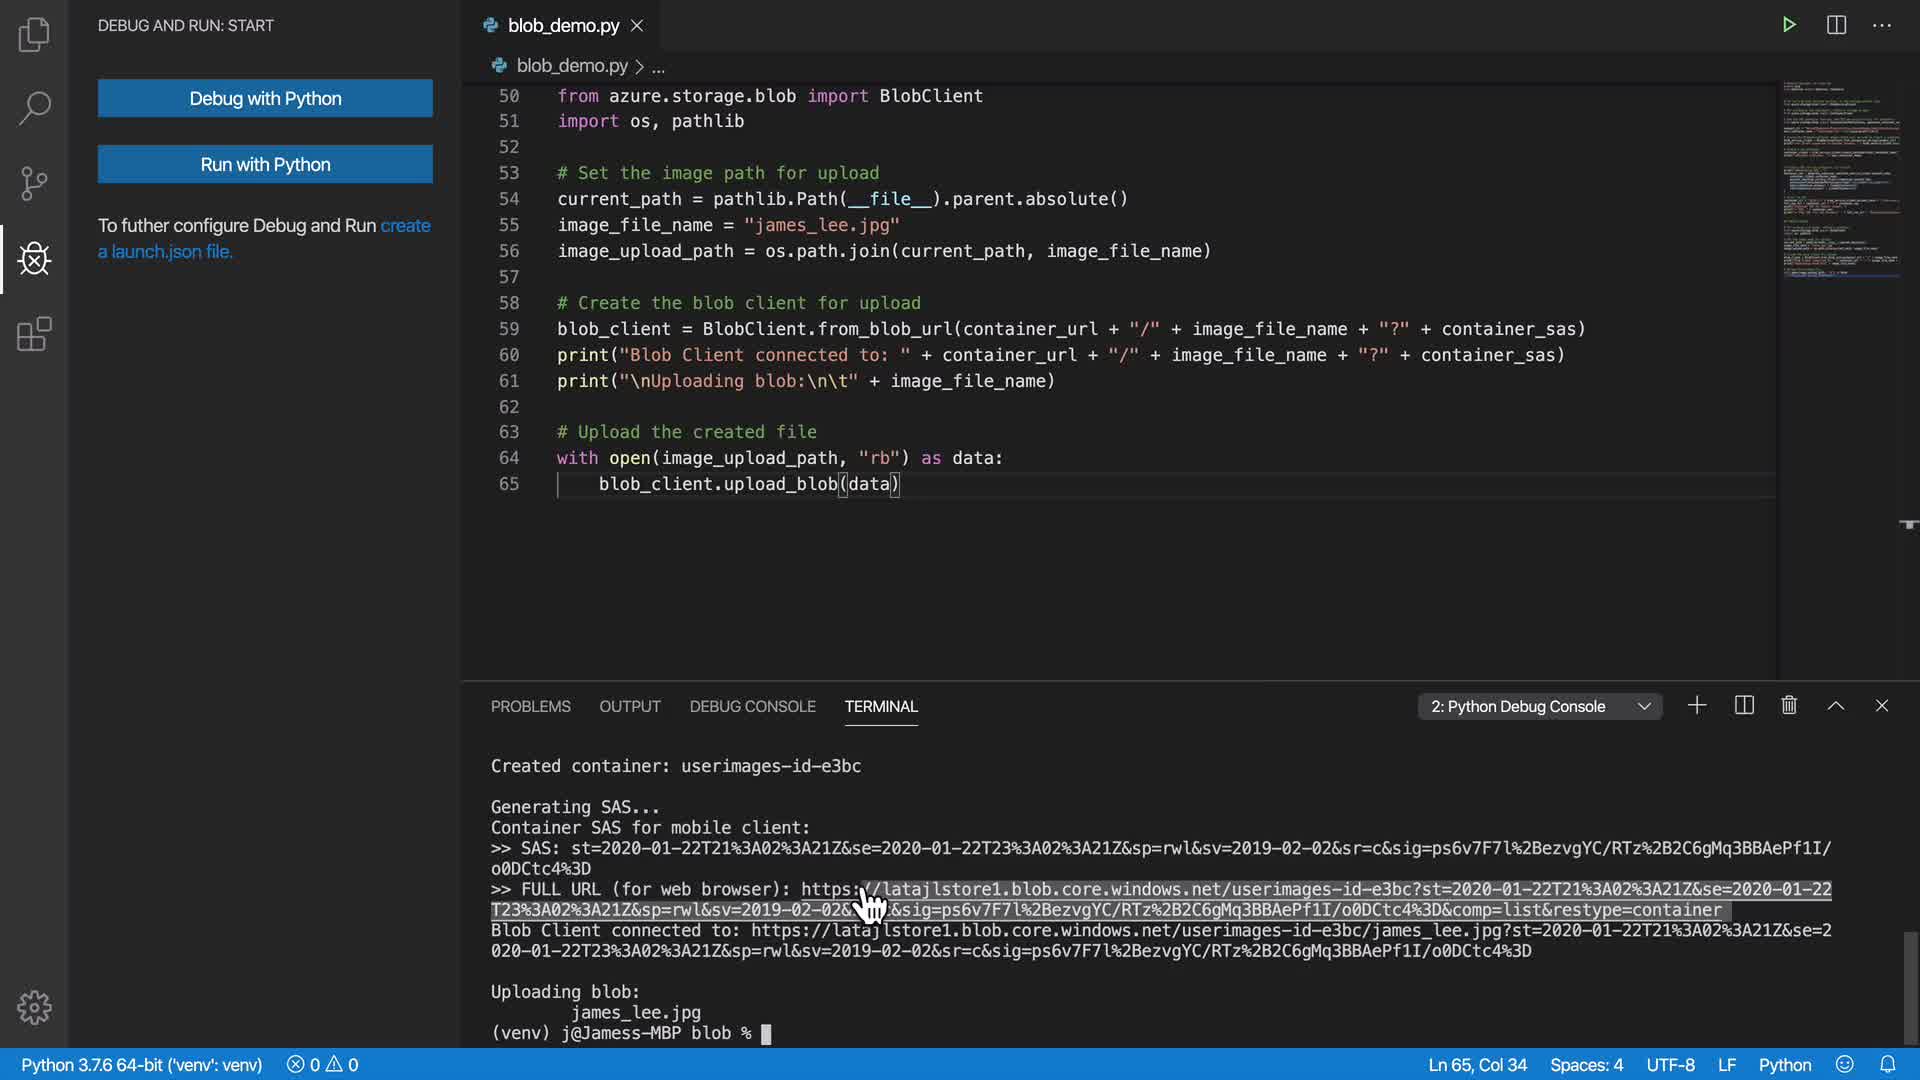 DEBUG AND RUN: START
Debug with Python
Run with Python
To futher configure Debug and Run create
a launch.json file.
blob_demo.py
blob_demo.py > ...
50 from azure.storage.blob import BlobClient
51 import os, pathlib
52
53 # Set the image path for upload
54 current_path = pathlib.Path(__file__).parent.absolute()
55 image_file_name = "james_lee.jpg"
56 image_upload_path = os.path.join(current_path, image_file_name)
57
58 # Create the blob client for upload
59 blob_client = BlobClient.from_blob_url(container_url + "/" + image_file_name + "?" + container_sas)
60 print("Blob Client connected to: " + container_url + "/" + image_file_name + "?" + container_sas)
61 print("\nUploading blob:\n\t" + image_file_name)
62
63 # Upload the created file
64 with open(image_upload_path, "rb") as data:
65 blob_client.upload_blob(data)
PROBLEMS OUTPUT DEBUG CONSOLE TERMINAL 2: Python Debug Console
Created container: userimages-id-e3bc
Generating SAS...
Container SAS for mobile client:
>> SAS: st=2020-01-22T21%3A02%3A21Z&se=2020-01-22T23%3A02%3A21Z&sp=rwl&sv=2019-02-02&sr=c&sig=ps6v7F7l%2BezvgYC/RTz%2B2C6gMq3BBAePf1I/
o0DCtc4%3D
>> FULL URL (for web browser): https://latajlstore1.blob.core.windows.net/userimages-id-e3bc?st=2020-01-22T21%3A02%3A21Z&se=2020-01-22
T23%3A02%3A21Z&sp=rwl&sv=2019-02-02& &sig=ps6v7F7l%2BezvgYC/RTz%2B2C6gMq3BBAePf1I/o0DCtc4%3D&comp=list&restype=container
Blob Client connected to: https://latajlstore1.blob.core.windows.net/userimages-id-e3bc/james_lee.jpg?st=2020-01-22T21%3A02%3A21Z&se=2
020-01-22T23%3A02%3A21Z&sp=rwl&sv=2019-02-02&sr=c&sig=ps6v7F7l%2BezvgYC/RTz%2B2C6gMq3BBAePf1I/o0DCtc4%3D
Uploading blob:
james_lee.jpg
(venv) j@Jamess-MBP blob %
Python 3.7.6 64-bit ('venv': venv) 0 0 Ln 65, Col 34 Spaces: 4 UTF-8 LF Python